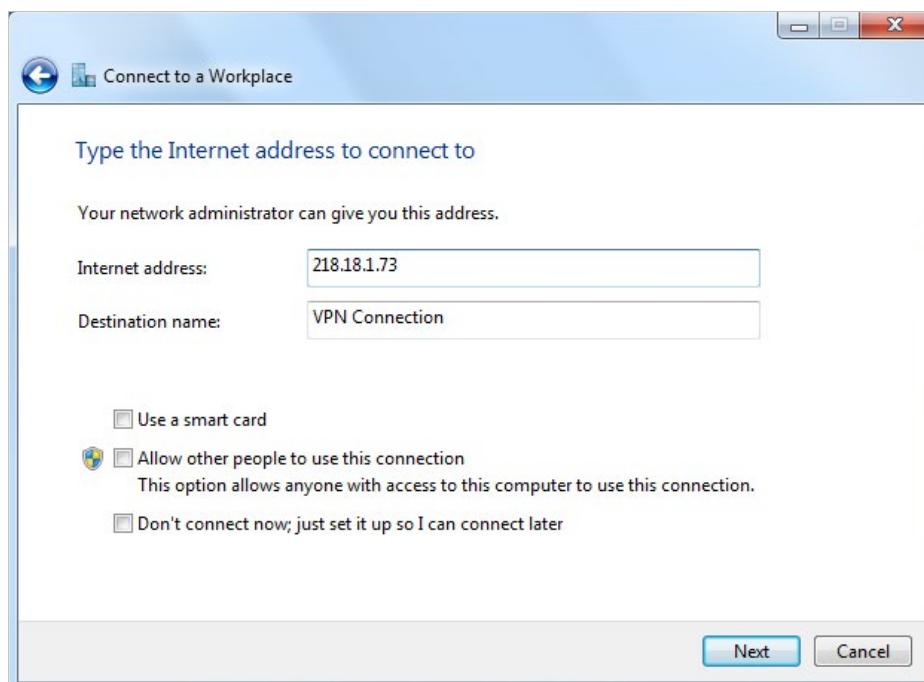 Connect to a Workplace
Type the Internet address to connect to
Your network administrator can give you this address.
Internet address: 218.18.1.73
Destination name: VPN Connection
Use a smart card
Allow other people to use this connection
This option allows anyone with access to this computer to use this connection.
Don't connect now; just set it up so I can connect later
Next Cancel